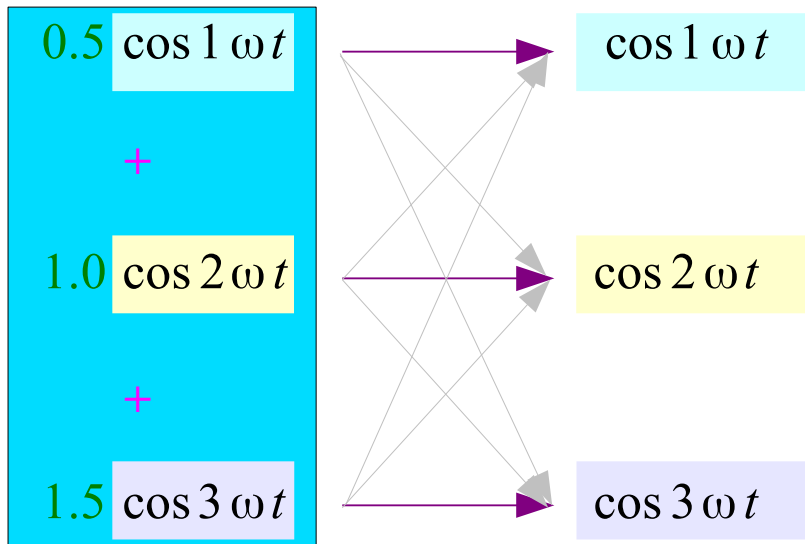 0.5 cos 1 ω t cos 1 ω t
+
1.0 cos 2 ω t cos 2 ω t
+
1.5 cos 3 ω t cos 3 ω t